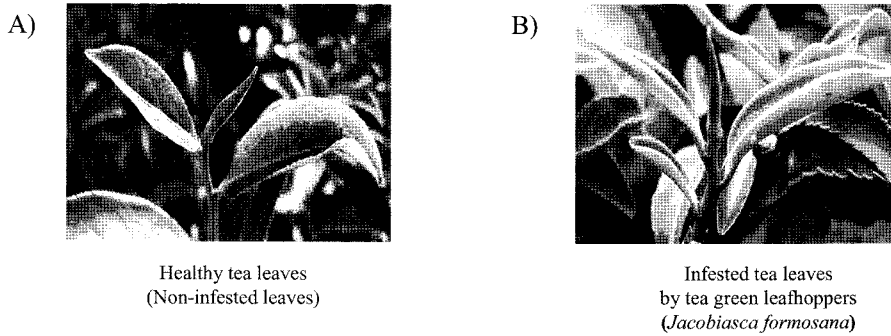 A)
B)
Healthy tea leaves
(Non-infested leaves)
Infested tea leaves
by tea green leafhoppers
(Jacobiasca formosana)